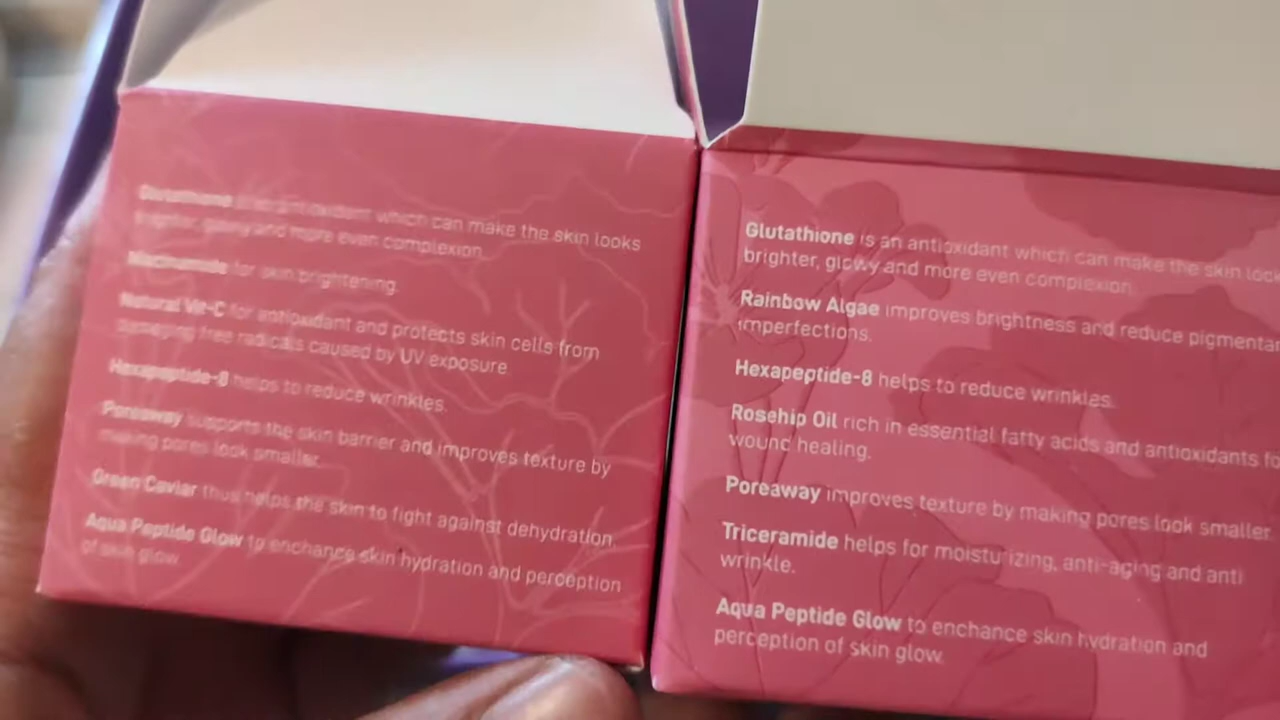 Glutathione is an antioxidant which can make the skin looks
brighter, glowy and more even complexion.
Niacinamide for skin brightening.
Natural Vit-C for antioxidant and protects skin cells from
damaging free radicals caused by UV exposure.
Hexapeptide-8 helps to reduce wrinkles.
Poreaway supports the skin barrier and improves texture by
making pores look smaller.
Green Caviar thus helps the skin to fight against dehydration.
Aqua Peptide Glow to enchance skin hydration and perception
of skin glow.
Glutathione is an antioxidant which can make the skin
brighter, glowy and more even complexion.
Rainbow Algae improves brightness and reduce
imperfections.
Hexapeptide-8 helps to reduce wrinkles.
Rosehip Oil rich in essential fatty acids and antioxidants
wound healing.
Poreaway improves texture by making pores look smaller.
Triceramide helps for moisturizing, anti-aging and anti
wrinkle.
Aqua Peptide Glow to enchance skin hydration and
perception of skin glow.